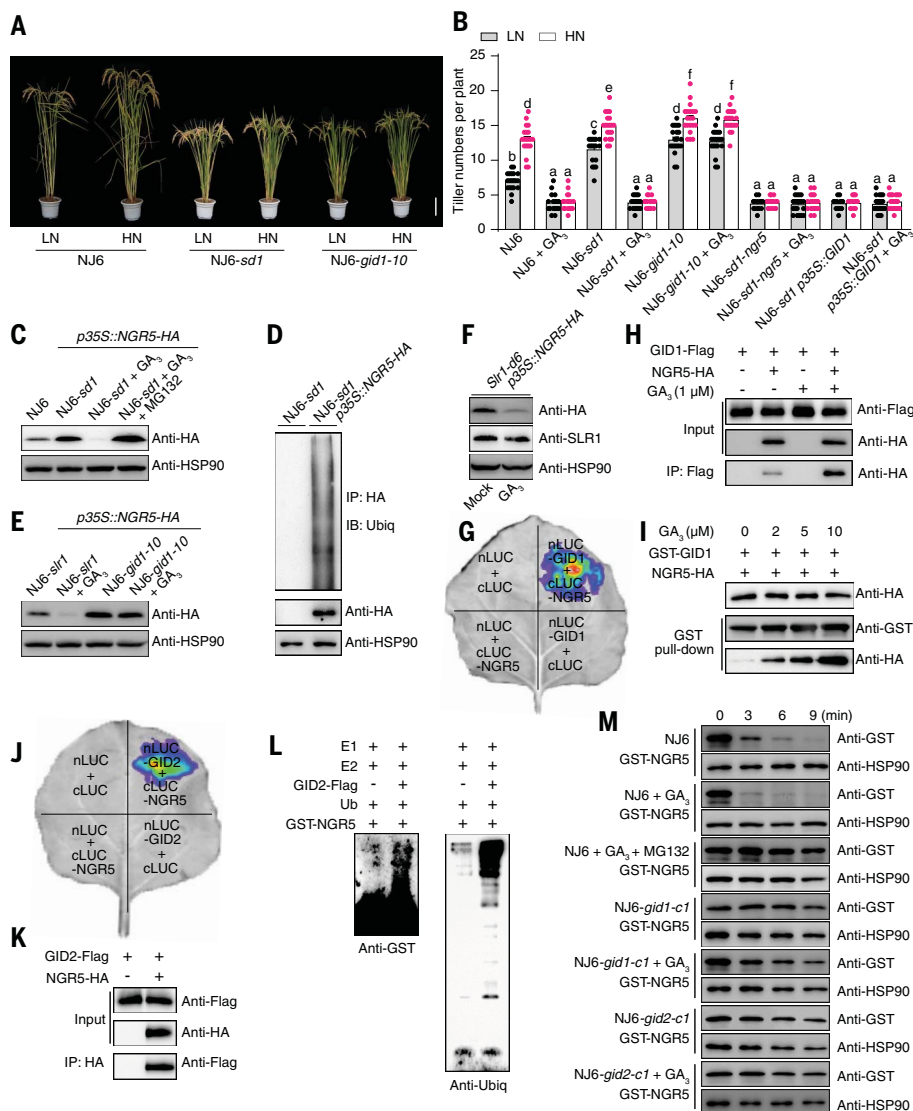 A
LN HN LN HN LN HN
NJ6 NJ6-sd1 NJ6-gid1-10
B
LN HN
Tiller numbers per plant
25
20
15
10
5
0
b d a a c e a a d f d f a a a a a a a a
NJ6
NJ6 + GA3
NJ6-sd1
NJ6-sd1 + GA3
NJ6-gid1-10
NJ6-gid1-10 + GA3
NJ6-sd1-ngr5
NJ6-sd1-ngr5 + GA3
NJ6-sd1 p35S::GID1
NJ6-sd1
p35S::GID1 + GA3
C
p35S::NGR5-HA
NJ6
NJ6-sd1
NJ6-sd1 + GA3
NJ6-sd1 + GA3
+ MG132
Anti-HA
Anti-HSP90
D
NJ6-sd1
NJ6-sd1
p35S::NGR5-HA
IP: HA
IB: Ubiq
Anti-HA
Anti-HSP90
E
p35S::NGR5-HA
NJ6-slr1
NJ6-slr1
+ GA3
NJ6-gid1-10
NJ6-gid1-10
+ GA3
Anti-HA
Anti-HSP90
F
Slr1-d6
p35S::NGR5-HA
Anti-HA
Anti-SLR1
Anti-HSP90
Mock GA3
G
nLUC
+
cLUC
nLUC
-GID1
+
cLUC
-NGR5
nLUC
+
cLUC
-NGR5
nLUC
-GID1
+
cLUC
H
GID1-Flag + + + +
NGR5-HA - + - +
GA3 (1 μM) - - + +
Input
Anti-Flag
Anti-HA
IP: Flag
Anti-HA
I
GA3 (μM) 0 2 5 10
GST-GID1 + + + +
NGR5-HA + + + +
Anti-HA
GST
pull-down
Anti-GST
Anti-HA
J
nLUC
+
cLUC
nLUC
-GID2
+
cLUC
-NGR5
nLUC
+
cLUC
-NGR5
nLUC
-GID2
+
cLUC
K
GID2-Flag + +
NGR5-HA - +
Input
Anti-Flag
Anti-HA
IP: HA
Anti-Flag
L
E1 + + + +
E2 + + + +
GID2-Flag - + - +
Ub + + + +
GST-NGR5 + + + +
Anti-GST
Anti-Ubiq
M
0 3 6 9 (min)
NJ6
GST-NGR5
Anti-GST
Anti-HSP90
NJ6 + GA3
GST-NGR5
Anti-GST
Anti-HSP90
NJ6 + GA3 + MG132
GST-NGR5
Anti-GST
Anti-HSP90
NJ6-gid1-c1
GST-NGR5
Anti-GST
Anti-HSP90
NJ6-gid1-c1 + GA3
GST-NGR5
Anti-GST
Anti-HSP90
NJ6-gid2-c1
GST-NGR5
Anti-GST
Anti-HSP90
NJ6-gid2-c1 + GA3
GST-NGR5
Anti-GST
Anti-HSP90